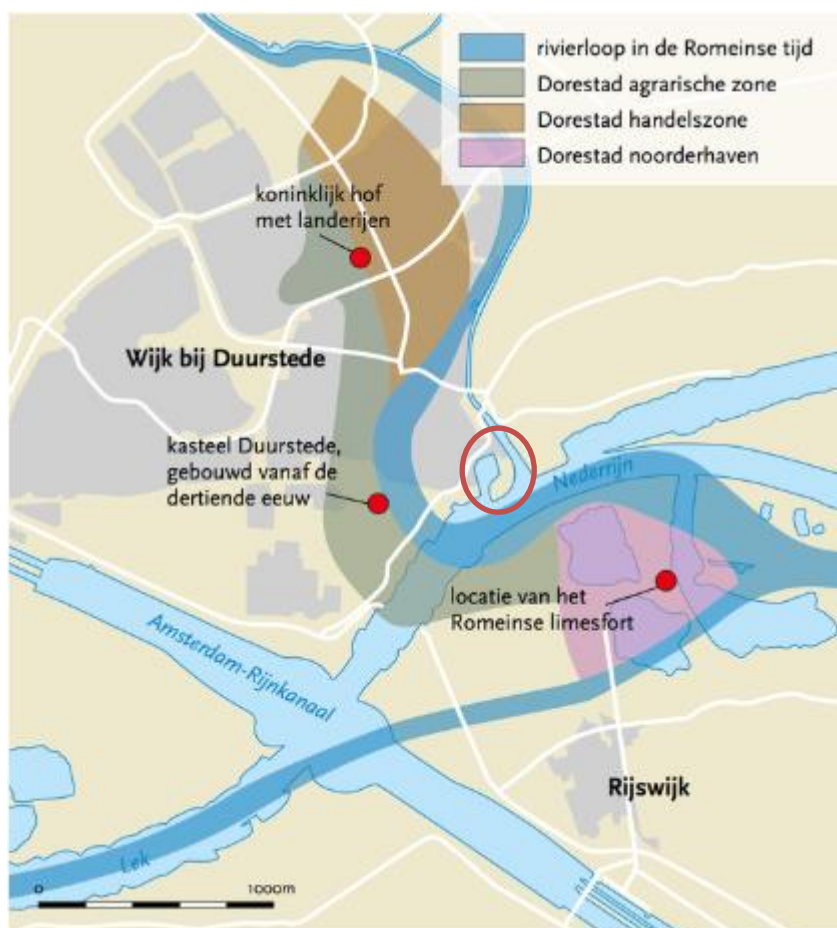 rivierloop in de Romeinse tijd
Dorestad agrarische zone
Dorestad handelszone
Dorestad noorderhaven
koninklijk hof
met landerijen
Wijk bij Duurstede
kasteel Duurstede,
gebouwd vanaf de
dertiende eeuw
Nederrijn
locatie van het
Romeinse limesfort
Amsterdam-Rijnkanaal
Rijswijk
Lek
0 1000m